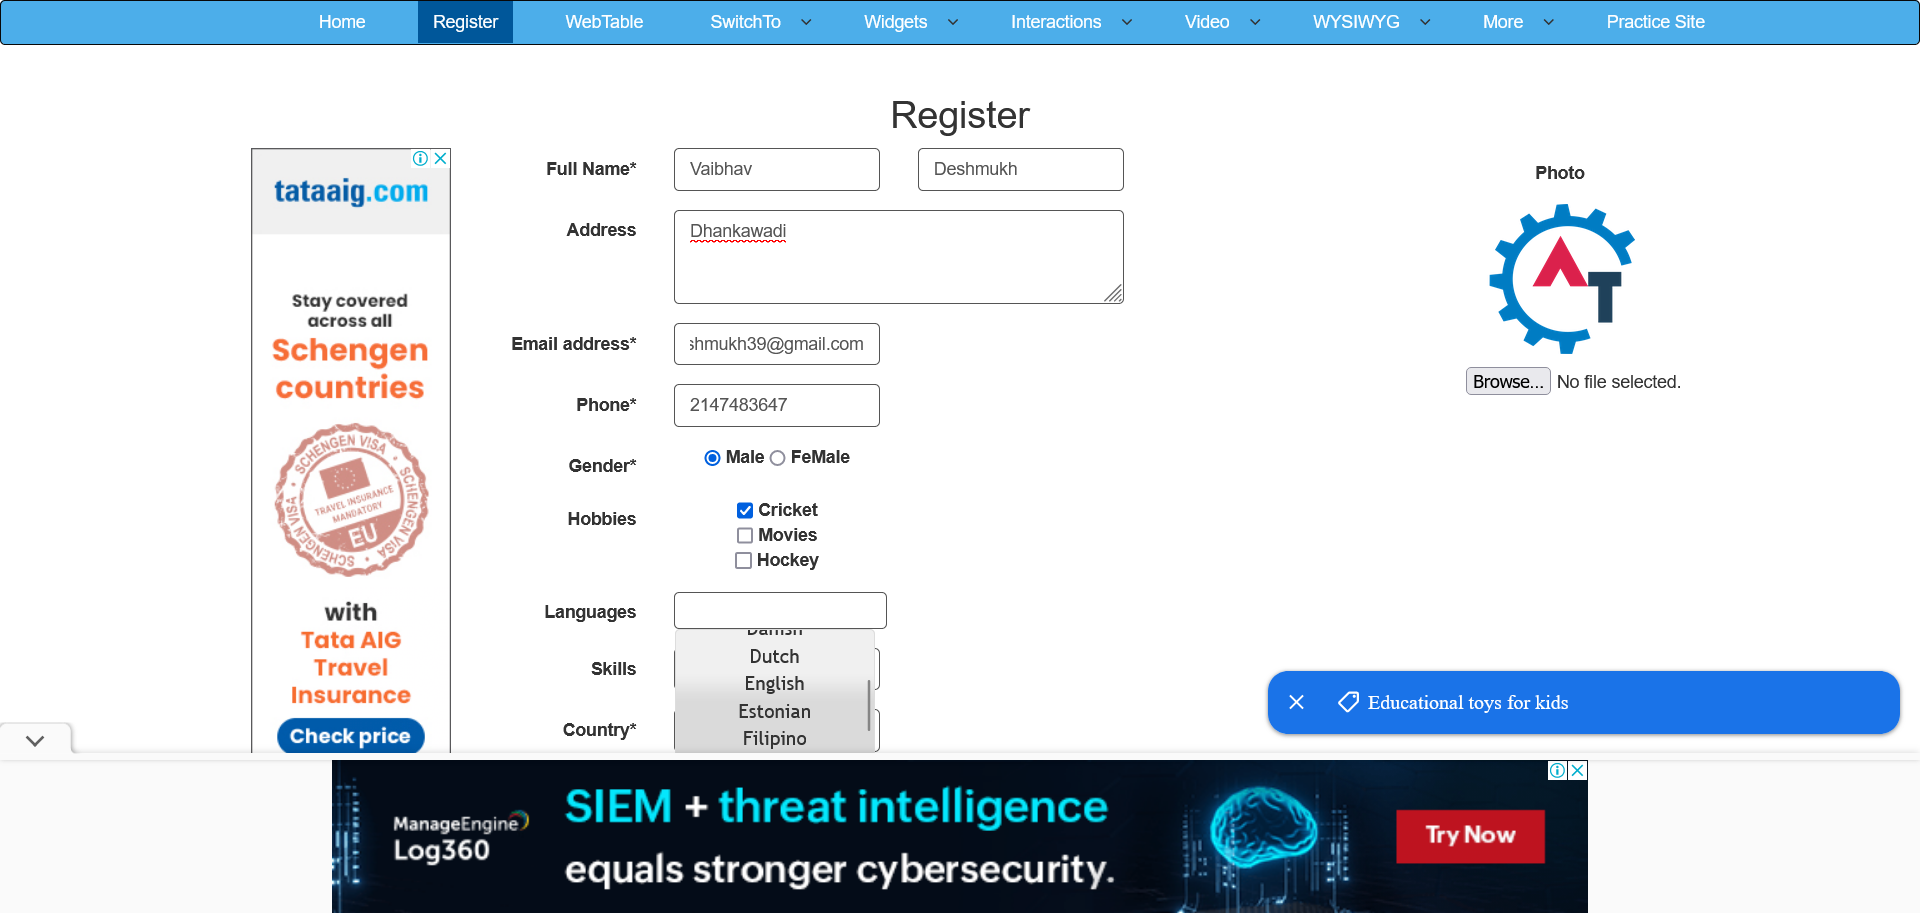 Home Register WebTable SwitchTo Widgets Interactions Video WYSIWYG More Practice Site
Register
tataaig.com
Stay covered
across all
Schengen
countries
SCHENGEN VISA
SCHENGEN VISA
SCHENGEN VISA
TRAVEL INSURANCE
MANDATORY
EU
with
Tata AIG
Travel
Insurance
Check price
Full Name* Vaibhav Deshmukh
Address Dhankawadi
Email address* shmukh39@gmail.com
Phone* 2147483647
Gender* Male FeMale
Hobbies
Cricket
Movies
Hockey
Languages
Danish
Dutch
English
Estonian
Filipino
Skills
Country*
Photo
AT
Browse... No file selected.
Educational toys for kids
ManageEngine
Log360
SIEM + threat intelligence
equals stronger cybersecurity.
Try Now